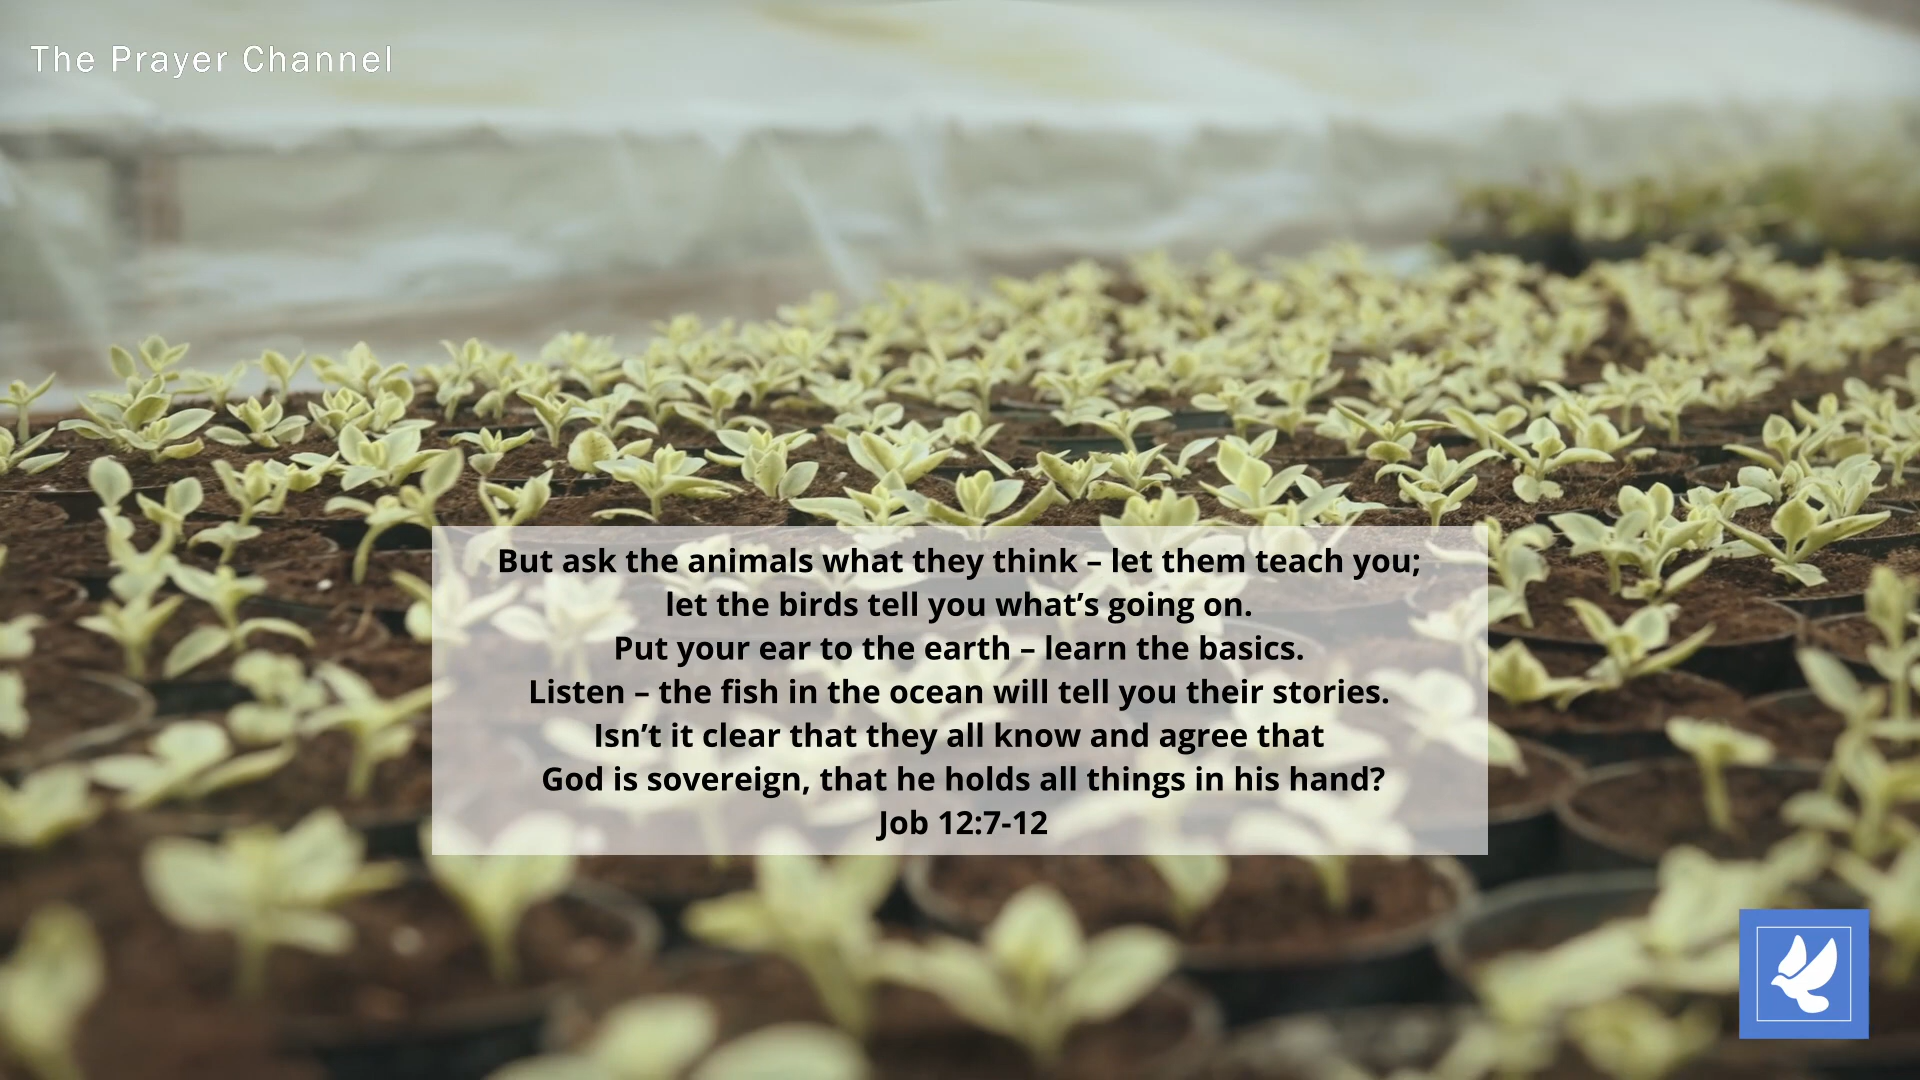 The Prayer Channel
But ask the animals what they think – let them teach you;
let the birds tell you what’s going on.
Put your ear to the earth – learn the basics.
Listen – the fish in the ocean will tell you their stories.
Isn’t it clear that they all know and agree that
God is sovereign, that he holds all things in his hand?
Job 12:7-12